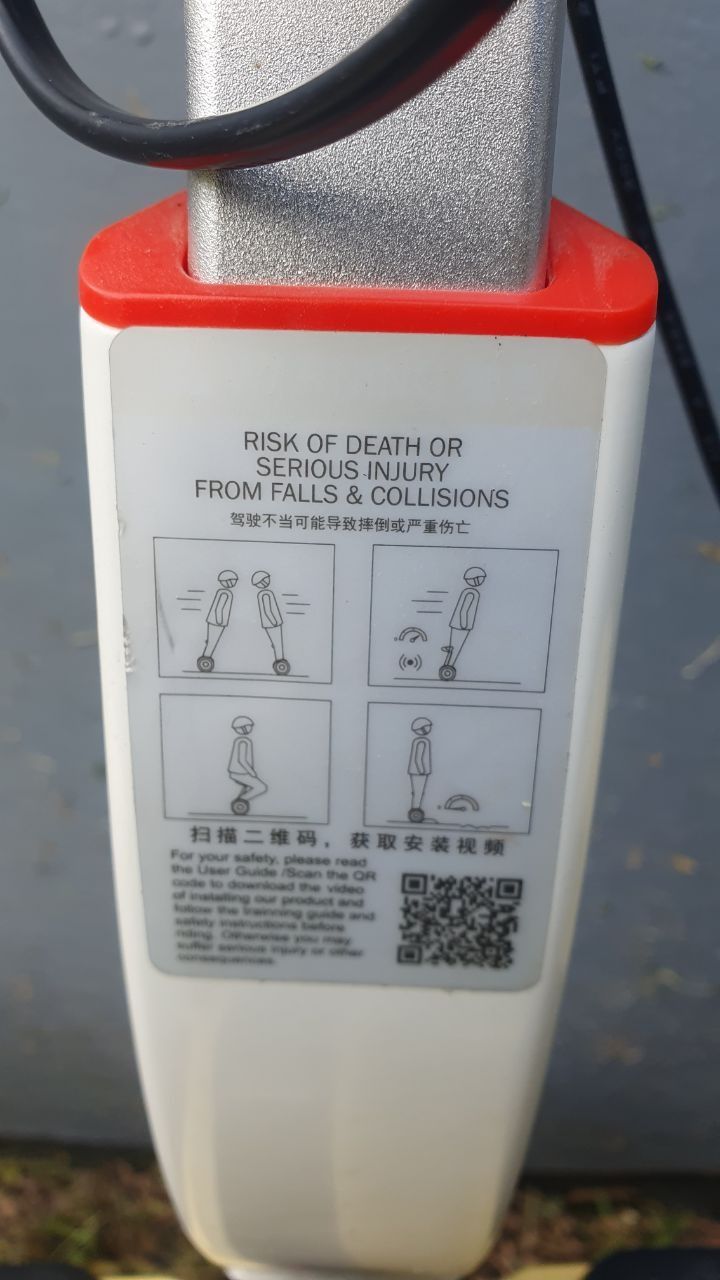 RISK OF DEATH OR
SERIOUS INJURY
FROM FALLS & COLLISIONS
驾驶不当可能导致摔倒或严重伤亡
扫描二维码，获取安装视频
For your safety, please read
the User Guide /Scan the QR
code to download the video
of installing our product and
follow the trainning guide and
safety instructions before
riding. Otherwise you may
suffer serious injury or other
consequences.